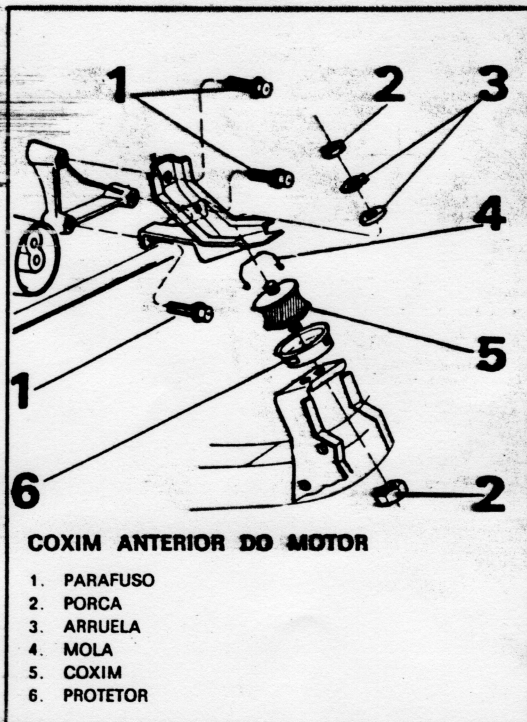 1
2
3
4
1
5
6
2
COXIM ANTERIOR DO MOTOR
1. PARAFUSO
2. PORCA
3. ARRUELA
4. MOLA
5. COXIM
6. PROTETOR